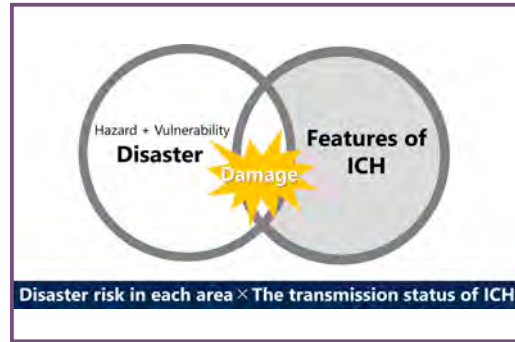 Hazard + Vulnerability
Disaster
Damage
Features of
ICH
Disaster risk in each area × The transmission status of ICH